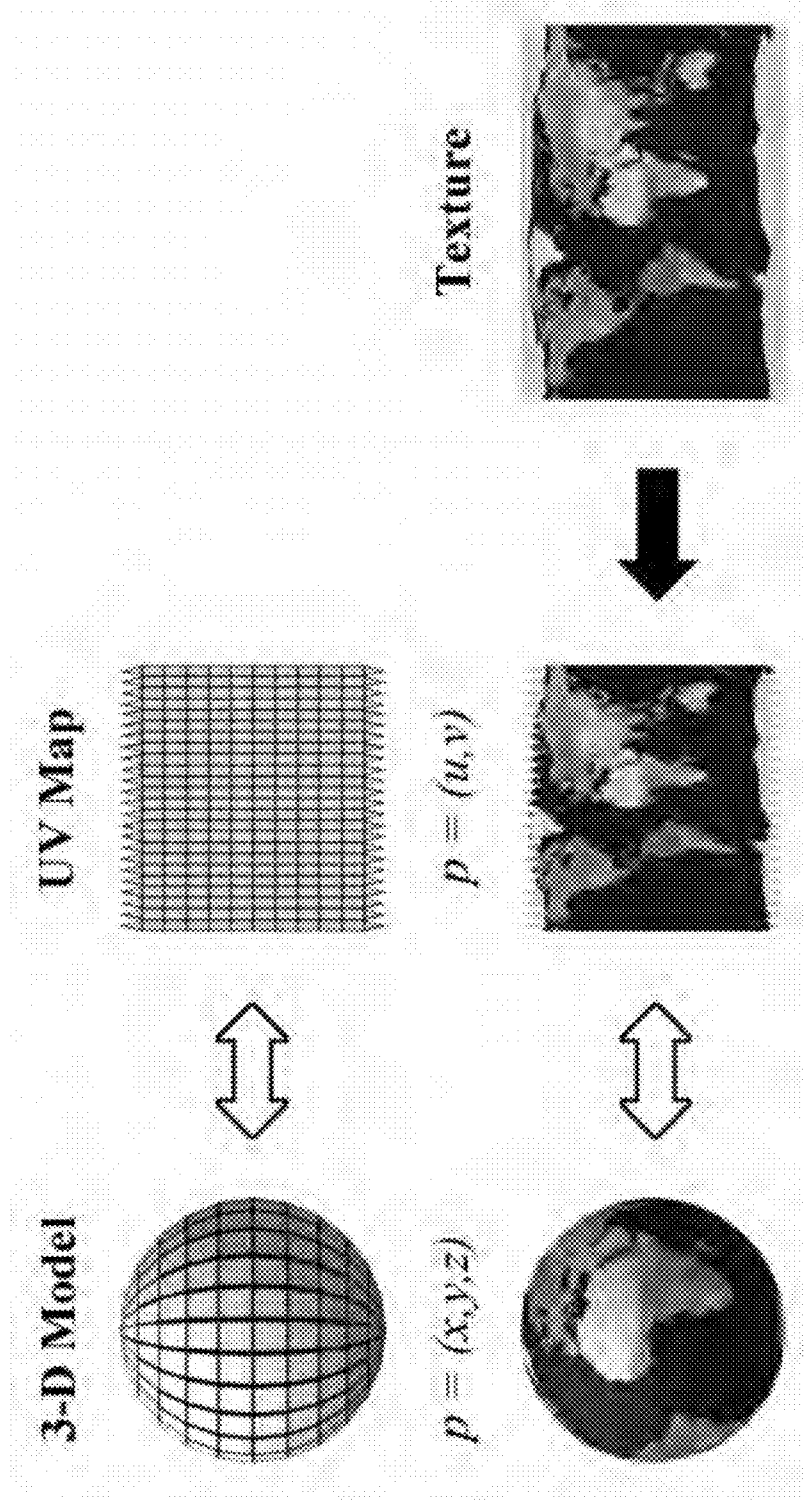 3-D Model
UV Map
p = (x,y,z)
p = (u,v)
Texture